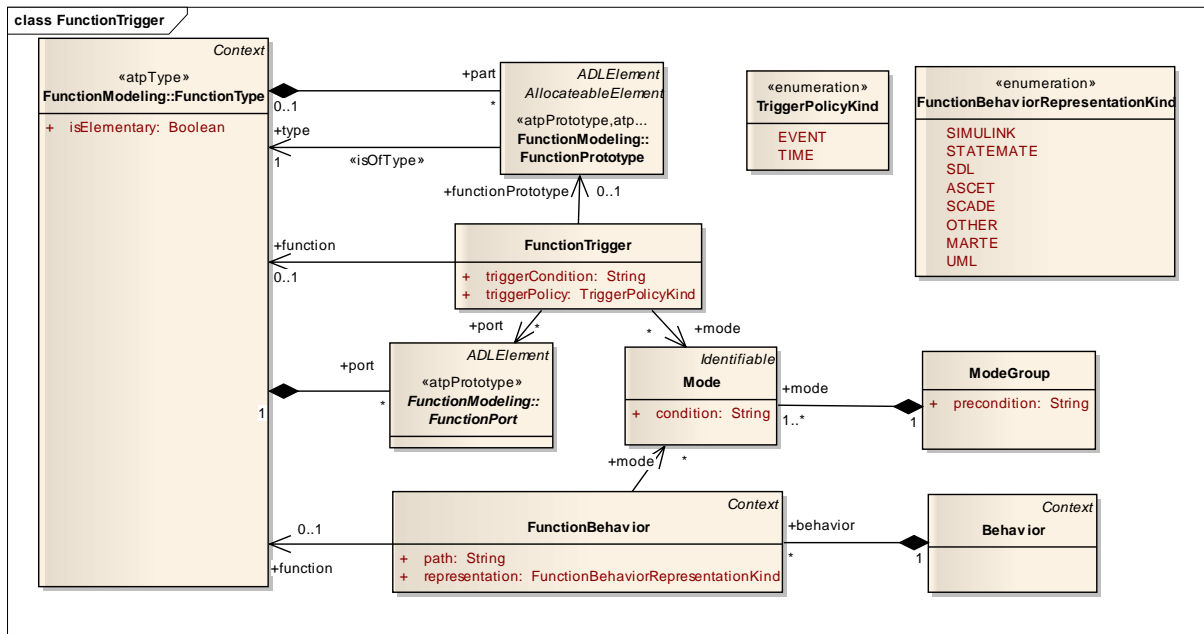 class FunctionTrigger
Context
«atpType»
FunctionModeling::FunctionType
+ isElementary: Boolean
0..1
+part
*
+type
1
«isOfType»
ADLElement
AllocateableElement
«atpPrototype,atp...
FunctionModeling::
FunctionPrototype
«enumeration»
TriggerPolicyKind
EVENT
TIME
«enumeration»
FunctionBehaviorRepresentationKind
SIMULINK
STATEMATE
SDL
ASCET
SCADE
OTHER
MARTE
UML
+functionPrototype
0..1
+function
0..1
FunctionTrigger
+ triggerCondition: String
+ triggerPolicy: TriggerPolicyKind
+port
*
*
+mode
+port
*
1
ADLElement
«atpPrototype»
FunctionModeling::
FunctionPort
Identifiable
Mode
+ condition: String
+mode
1..*
1
ModeGroup
+ precondition: String
+mode
*
0..1
+function
Context
FunctionBehavior
+ path: String
+ representation: FunctionBehaviorRepresentationKind
+behavior
*
1
Context
Behavior